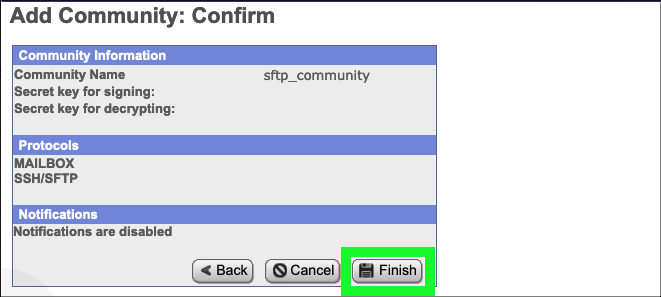 Add Community: Confirm
Community Information
Community Name sftp_community
Secret key for signing:
Secret key for decrypting:
Protocols
MAILBOX
SSH/SFTP
Notifications
Notifications are disabled
Back Cancel Finish